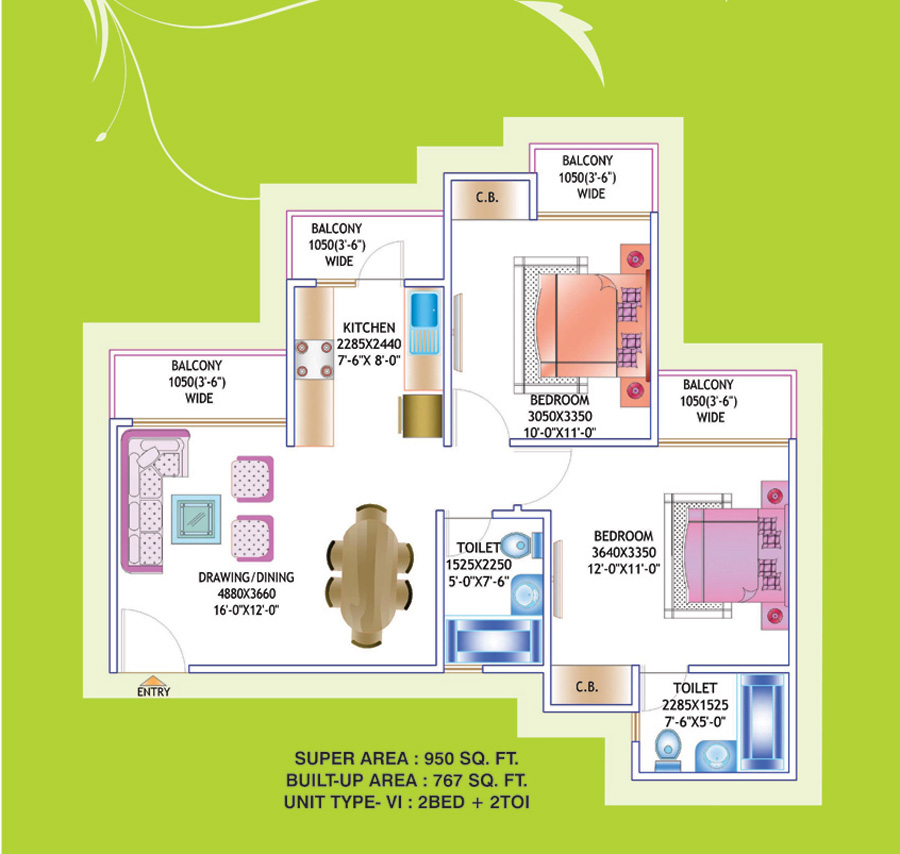 BALCONY
1050(3'-6")
WIDE
C.B.
BALCONY
1050(3'-6")
WIDE
KITCHEN
2285X2440
7'-6"X 8'-0"
BALCONY
1050(3'-6")
WIDE
BEDROOM
3050X3350
10'-0"X11'-0"
BALCONY
1050(3'-6")
WIDE
DRAWING/DINING
4880X3660
16'-0"X12'-0"
TOILET
1525X2250
5'-0"X7'-6"
BEDROOM
3640X3350
12'-0"X11'-0"
ENTRY
C.B.
TOILET
2285X1525
7'-6"X5'-0"
SUPER AREA : 950 SQ. FT.
BUILT-UP AREA : 767 SQ. FT.
UNIT TYPE- VI : 2BED + 2TOI